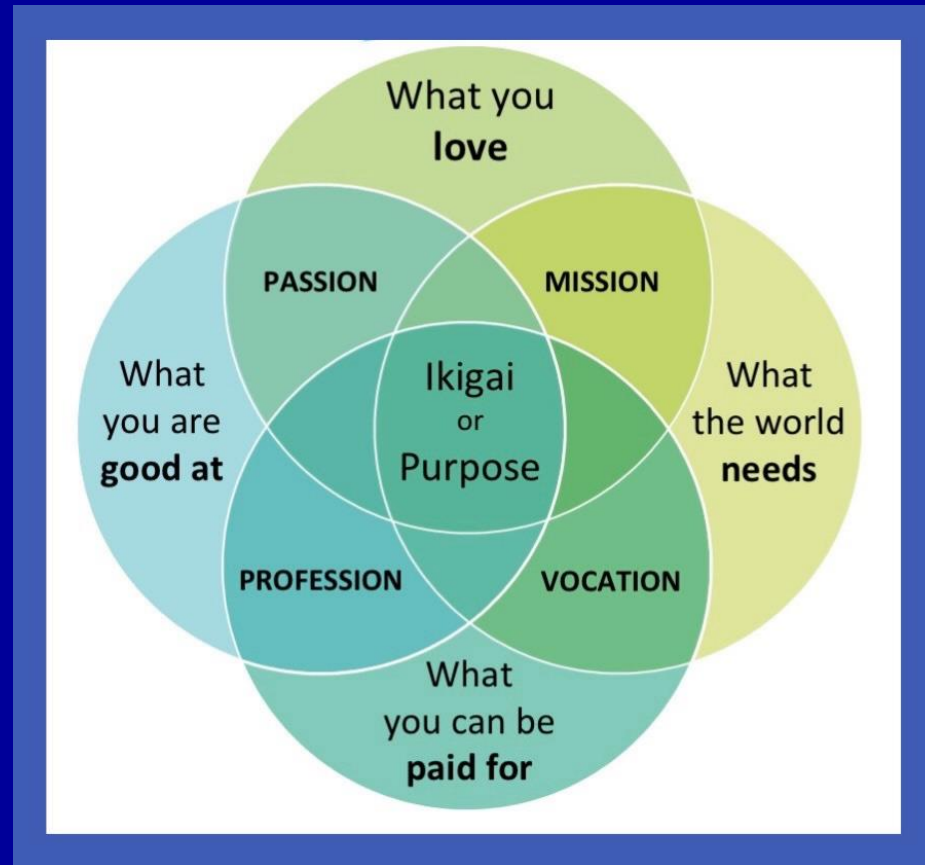 What you
love
PASSION
MISSION
What
you are
good at
Ikigai
or
Purpose
What
the world
needs
PROFESSION
VOCATION
What
you can be
paid for